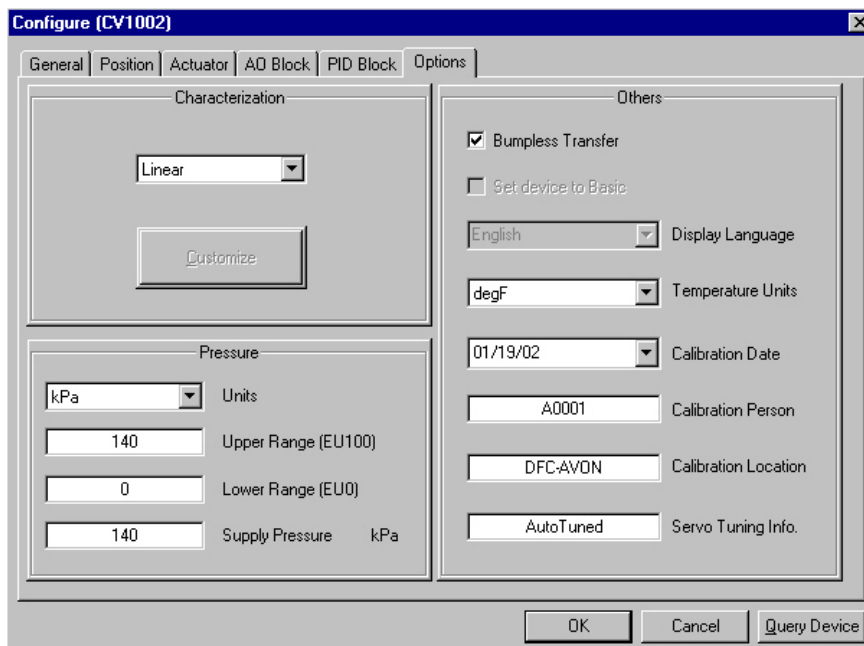 Configure (CV1002)
General
Position
Actuator
AO Block
PID Block
Options
Characterization
Linear
Customize
Pressure
kPa
Units
140
Upper Range (EU100)
0
Lower Range (EU0)
140
Supply Pressure kPa
Others
Bumpless Transfer
Set device to Basic
English
Display Language
degF
Temperature Units
01/19/02
Calibration Date
A0001
Calibration Person
DFC-AVON
Calibration Location
AutoTuned
Servo Tuning Info.
OK
Cancel
Query Device